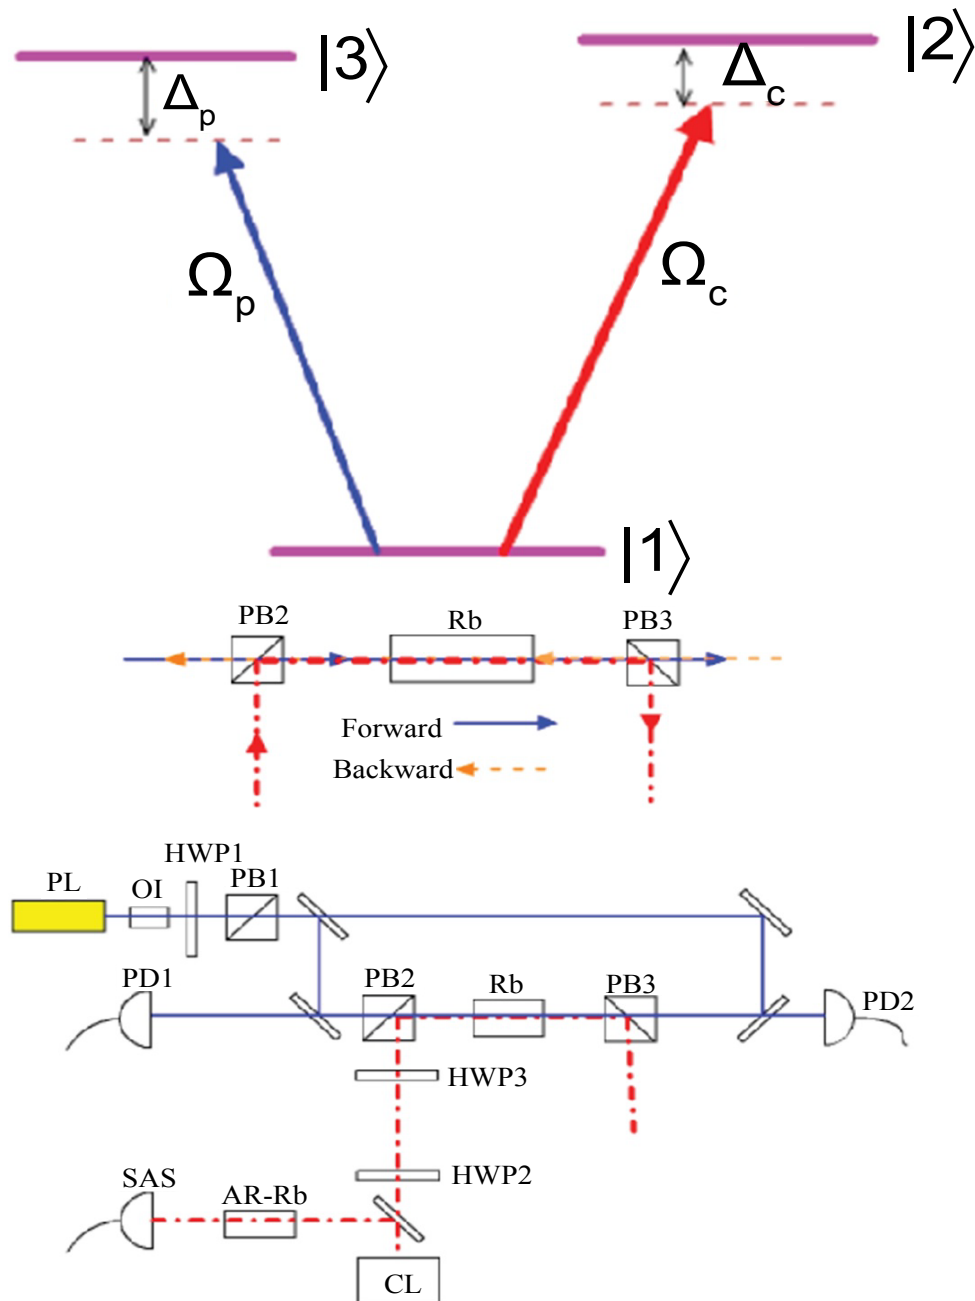 |3⟩
|2⟩
Δp
Δc
Ωp
Ωc
|1⟩
PB2
Rb
PB3
Forward
Backward
HWP1
PL
OI
PB1
PD1
PB2
Rb
PB3
PD2
HWP3
HWP2
SAS
AR-Rb
CL